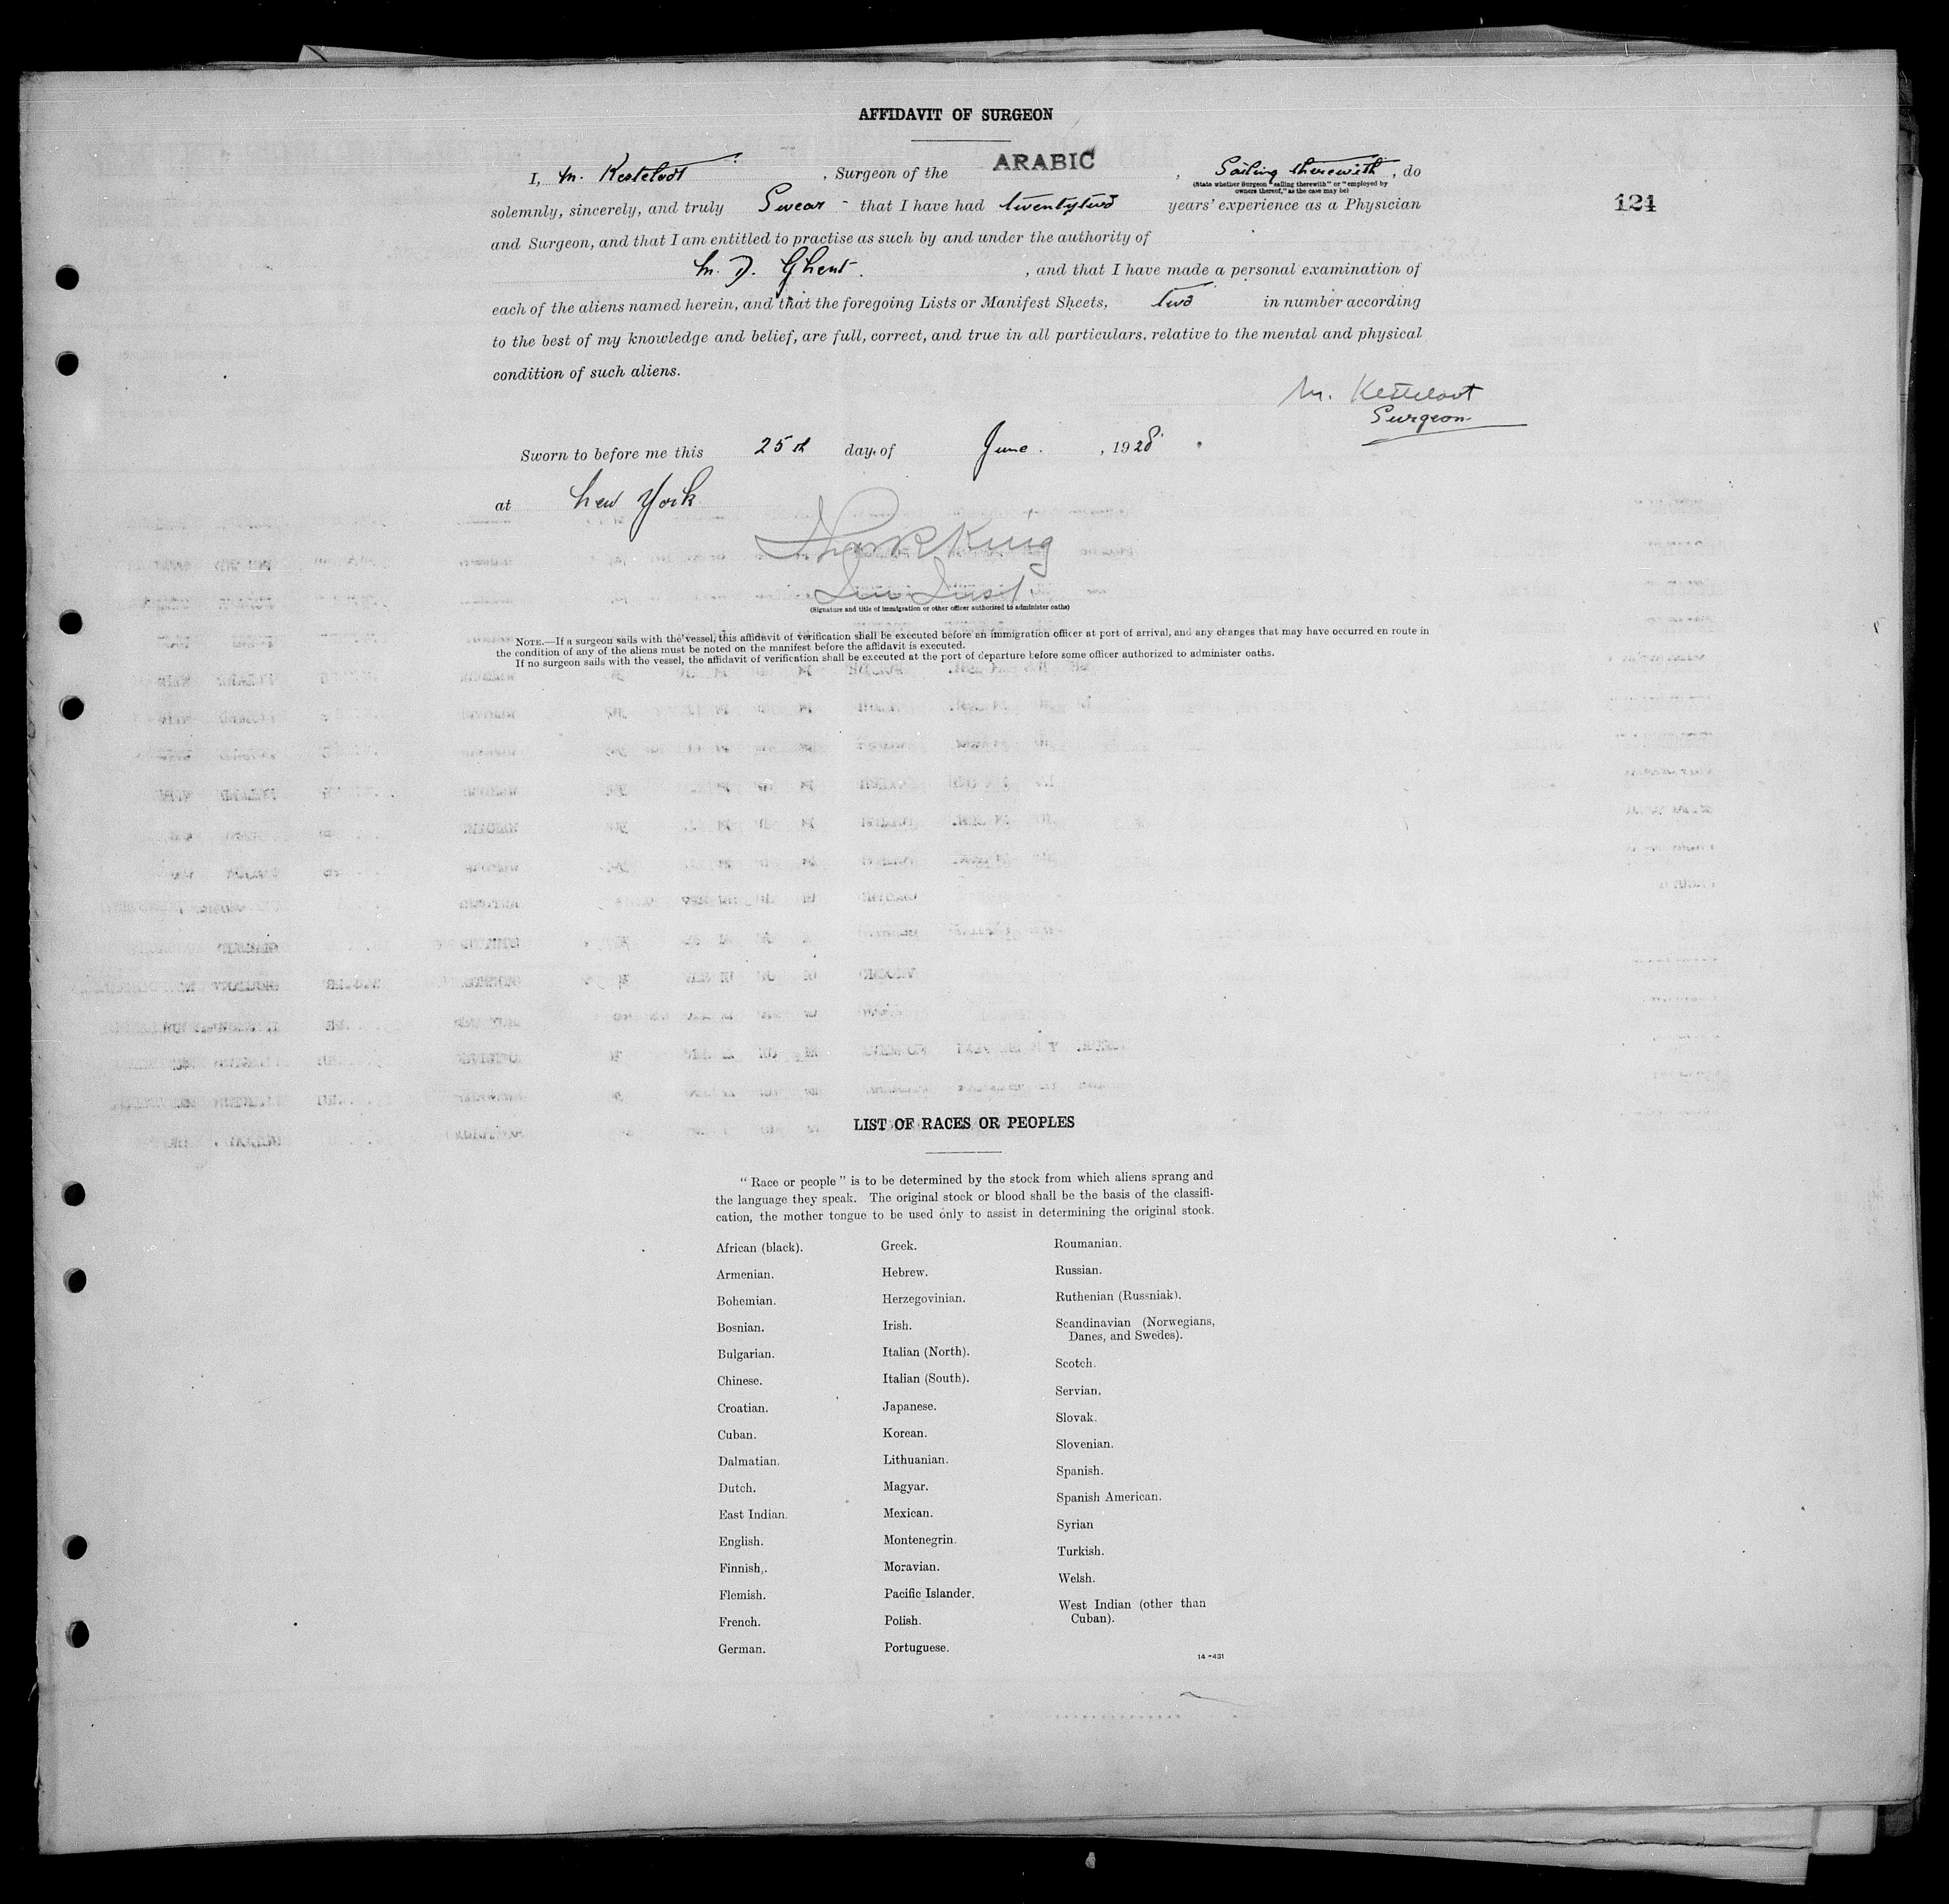 AFFIDAVIT OF SURGEON
I, M. Kestelodt, Surgeon of the ARABIC, Sailing therewith, do
(State whether Surgeon "sailing therewith" or "employed by
owners thereof," as the case may be)
124
solemnly, sincerely, and truly Swear - that I have had twentytwo years' experience as a Physician
and Surgeon, and that I am entitled to practise as such by and under the authority of
M. D. Ghent., and that I have made a personal examination of
each of the aliens named herein, and that the foregoing Lists or Manifest Sheets, two in number according
to the best of my knowledge and belief, are full, correct, and true in all particulars, relative to the mental and physical
condition of such aliens.
M.
Surgeon
Sworn to before me this 25th day of June, 1928
at New York
King
(Signature and title of immigration or other officer authorized to administer oaths)
NOTE.—If a surgeon sails with the vessel, this affidavit of verification shall be executed before an immigration officer at port of arrival, and any changes that may have occurred en route in
the condition of any of the aliens must be noted on the manifest before the affidavit is executed.
If no surgeon sails with the vessel, the affidavit of verification shall be executed at the port of departure before some officer authorized to administer oaths.
LIST OF RACES OR PEOPLES
"Race or people" is to be determined by the stock from which aliens sprang and
the language they speak. The original stock or blood shall be the basis of the classifi-
cation, the mother tongue to be used only to assist in determining the original stock.
African (black).
Armenian.
Bohemian.
Bosnian.
Bulgarian.
Chinese.
Croatian.
Cuban.
Dalmatian.
Dutch.
East Indian.
English.
Finnish.
Flemish.
French.
German.
Greek.
Hebrew.
Herzegovinian.
Irish.
Italian (North).
Italian (South).
Japanese.
Korean.
Lithuanian.
Magyar.
Mexican.
Montenegrin.
Moravian.
Pacific Islander.
Polish.
Portuguese.
Roumanian.
Russian.
Ruthenian (Russniak).
Scandinavian (Norwegians,
Danes, and Swedes).
Scotch.
Servian.
Slovak.
Slovenian.
Spanish.
Spanish American.
Syrian
Turkish.
Welsh.
West Indian (other than
Cuban).
14-431